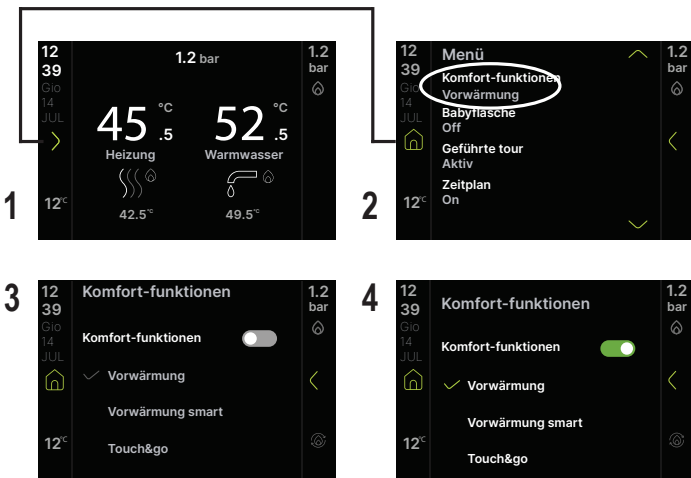 1
12
39
Gio
14
JUL
12°C
1.2 bar
45.5 °C
52.5 °C
Heizung
Warmwasser
42.5°C
49.5°C
1.2
bar
2
12
39
Gio
14
JUL
12°C
Menü
Komfort-funktionen
Vorwärmung
Babyflasche
Off
Geführte tour
Aktiv
Zeitplan
On
1.2
bar
3
12
39
Gio
14
JUL
12°C
Komfort-funktionen
Komfort-funktionen
Vorwärmung
Vorwärmung smart
Touch&go
1.2
bar
4
12
39
Gio
14
JUL
12°C
Komfort-funktionen
Komfort-funktionen
Vorwärmung
Vorwärmung smart
Touch&go
1.2
bar